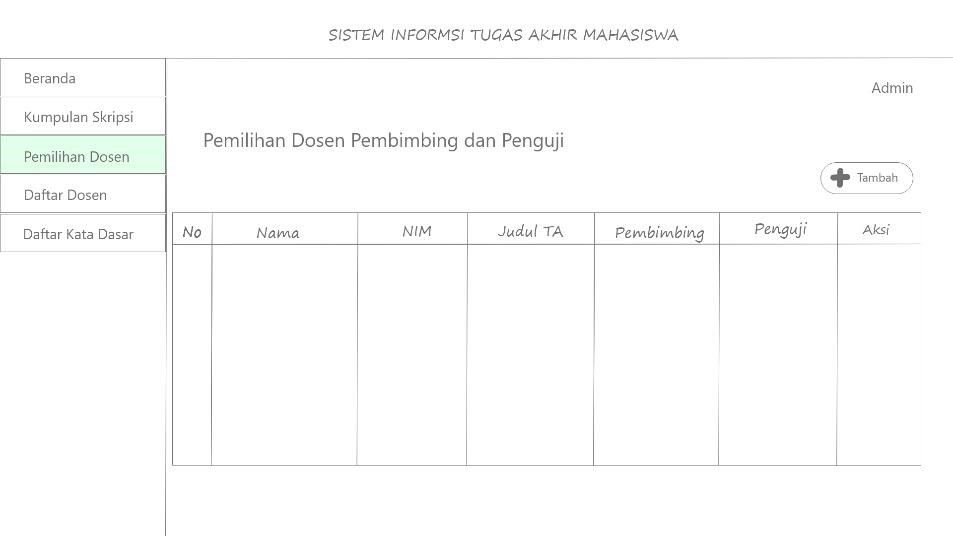 SISTEM INFORMSI TUGAS AKHIR MAHASISWA
Beranda
Kumpulan Skripsi
Pemilihan Dosen
Daftar Dosen
Daftar Kata Dasar
Admin
Pemilihan Dosen Pembimbing dan Penguji
Tambah
No Nama NIM Judul TA Pembimbing Penguji Aksi